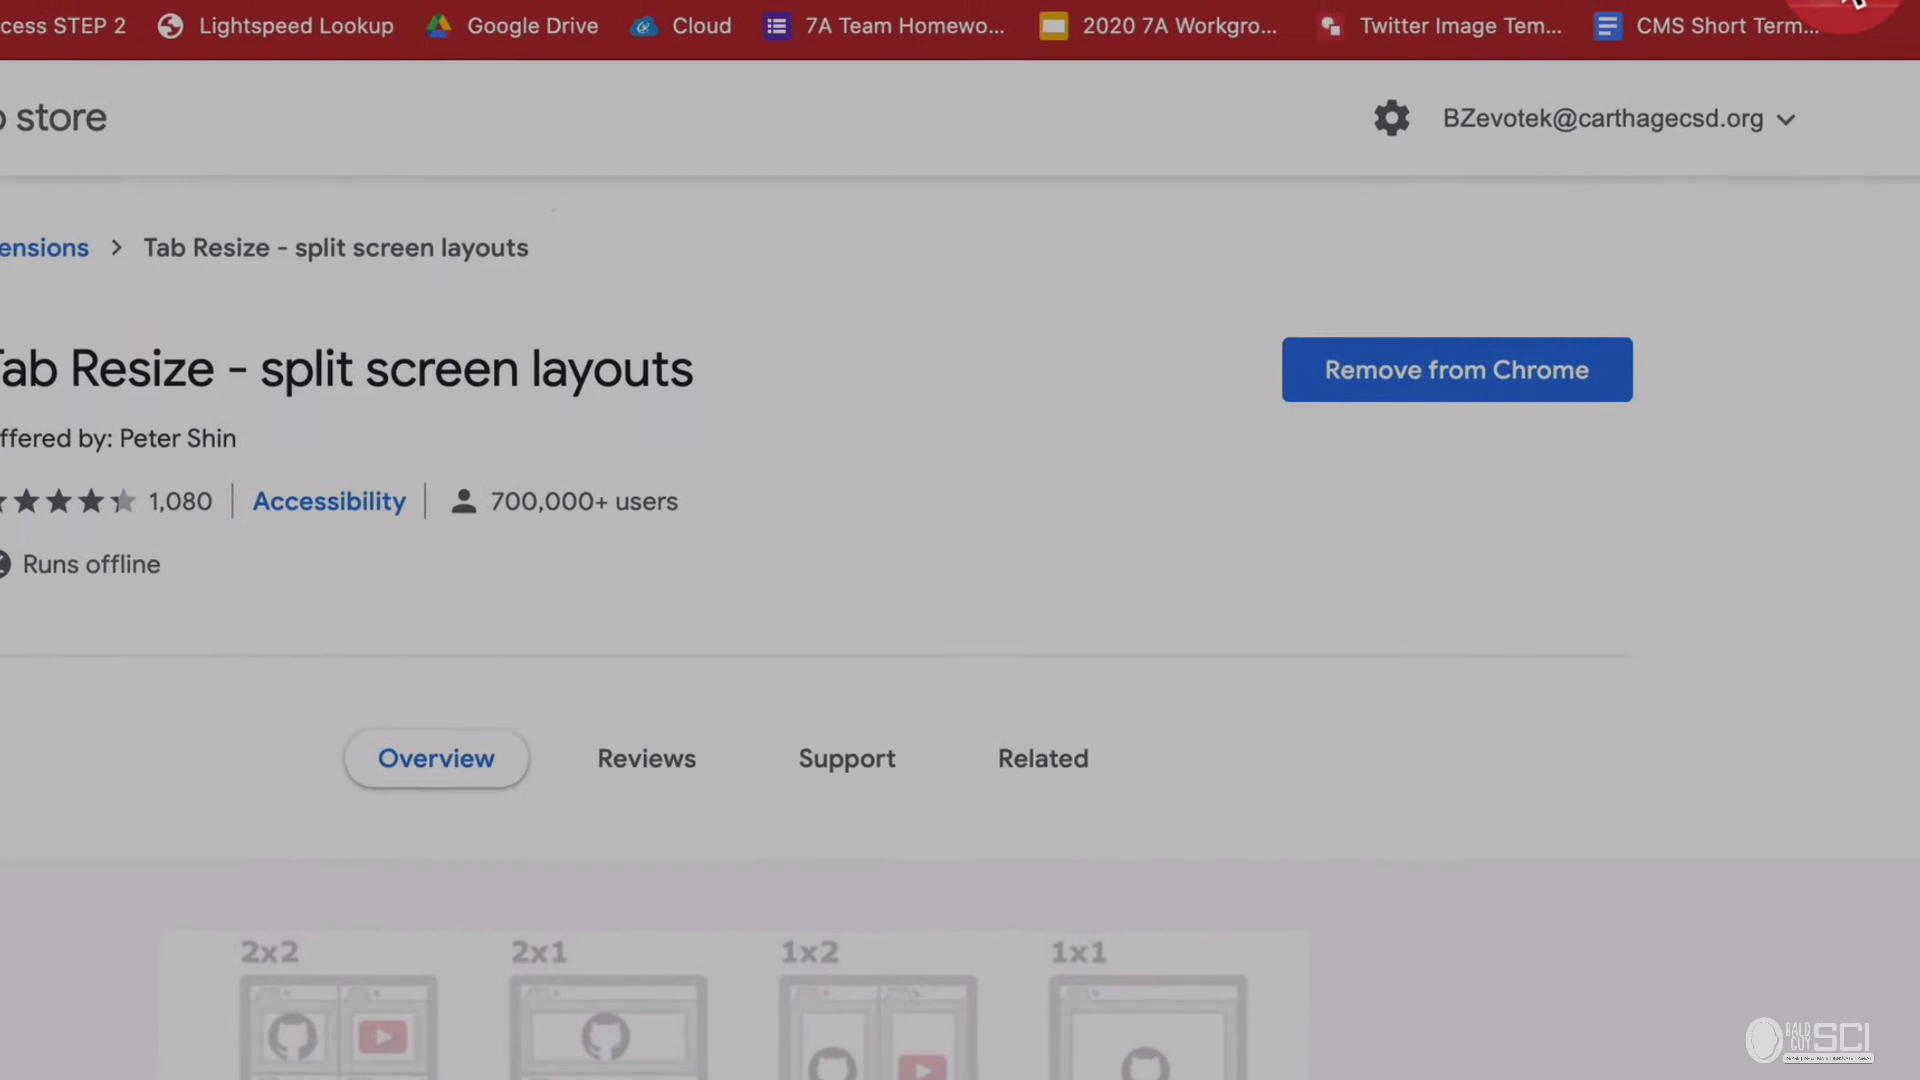 cess STEP 2
Lightspeed Lookup
Google Drive
Cloud
7A Team Homewo...
2020 7A Workgro...
Twitter Image Tem...
CMS Short Term...
store
BZevotek@carthagecsd.org
ensions > Tab Resize - split screen layouts
Tab Resize - split screen layouts
Remove from Chrome
ffered by: Peter Shin
1,080
Accessibility
700,000+ users
Runs offline
Overview
Reviews
Support
Related
2x2
2x1
1x2
1x1
BALD
GUY
SCI